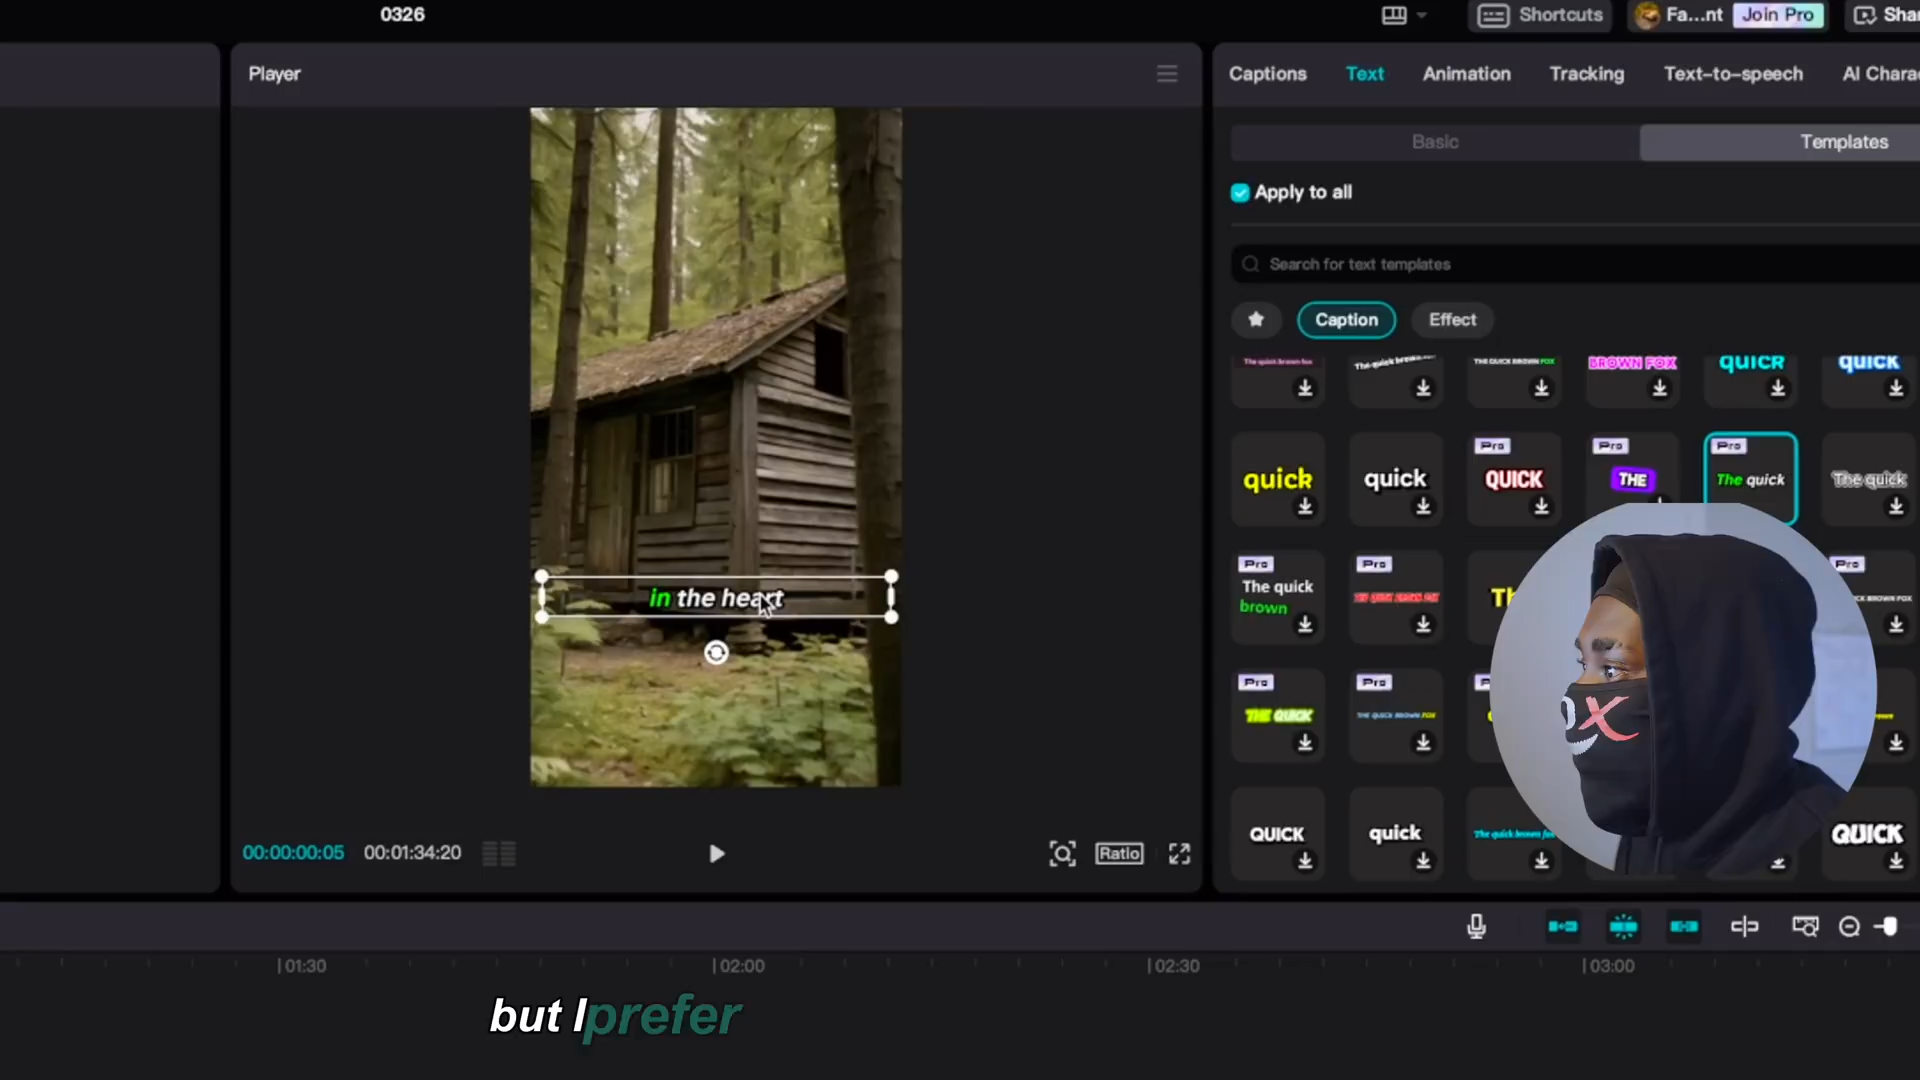 0326
Shortcuts
Fa...nt
Join Pro
Player
Captions
Text
Animation
Tracking
Text-to-speech
Basic
Templates
Apply to all
Search for text templates
Caption
Effect
The quick brown fox
The quick
THE QUICK BROWN FOX
BROWN FOX
quick
quick
quick
quick
Pro
QUICK
Pro
THE
Pro
The quick
The quick
Pro
The quick
brown
Pro
THE QUICK BROWN FOX
Pro
Pro
THE QUICK
Pro
THE QUICK BROWN FOX
QUICK
quick
The quick brown fox
QUICK
in the heart
00:00:00:05
00:01:34:20
Ratio
01:30
02:00
02:30
03:00
but I prefer